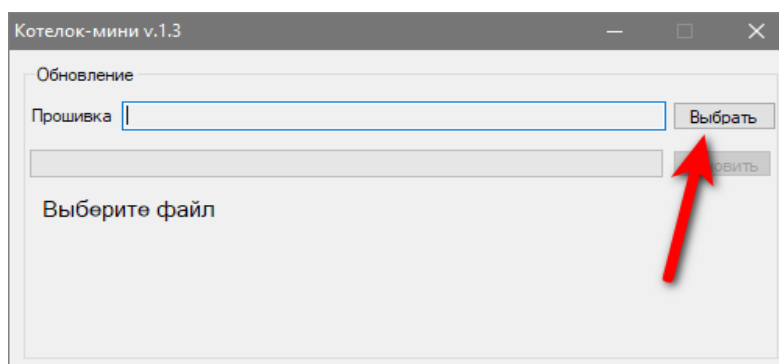 Котелок-мини v.1.3
Обновление
Прошивка
Выбрать
Выберите файл